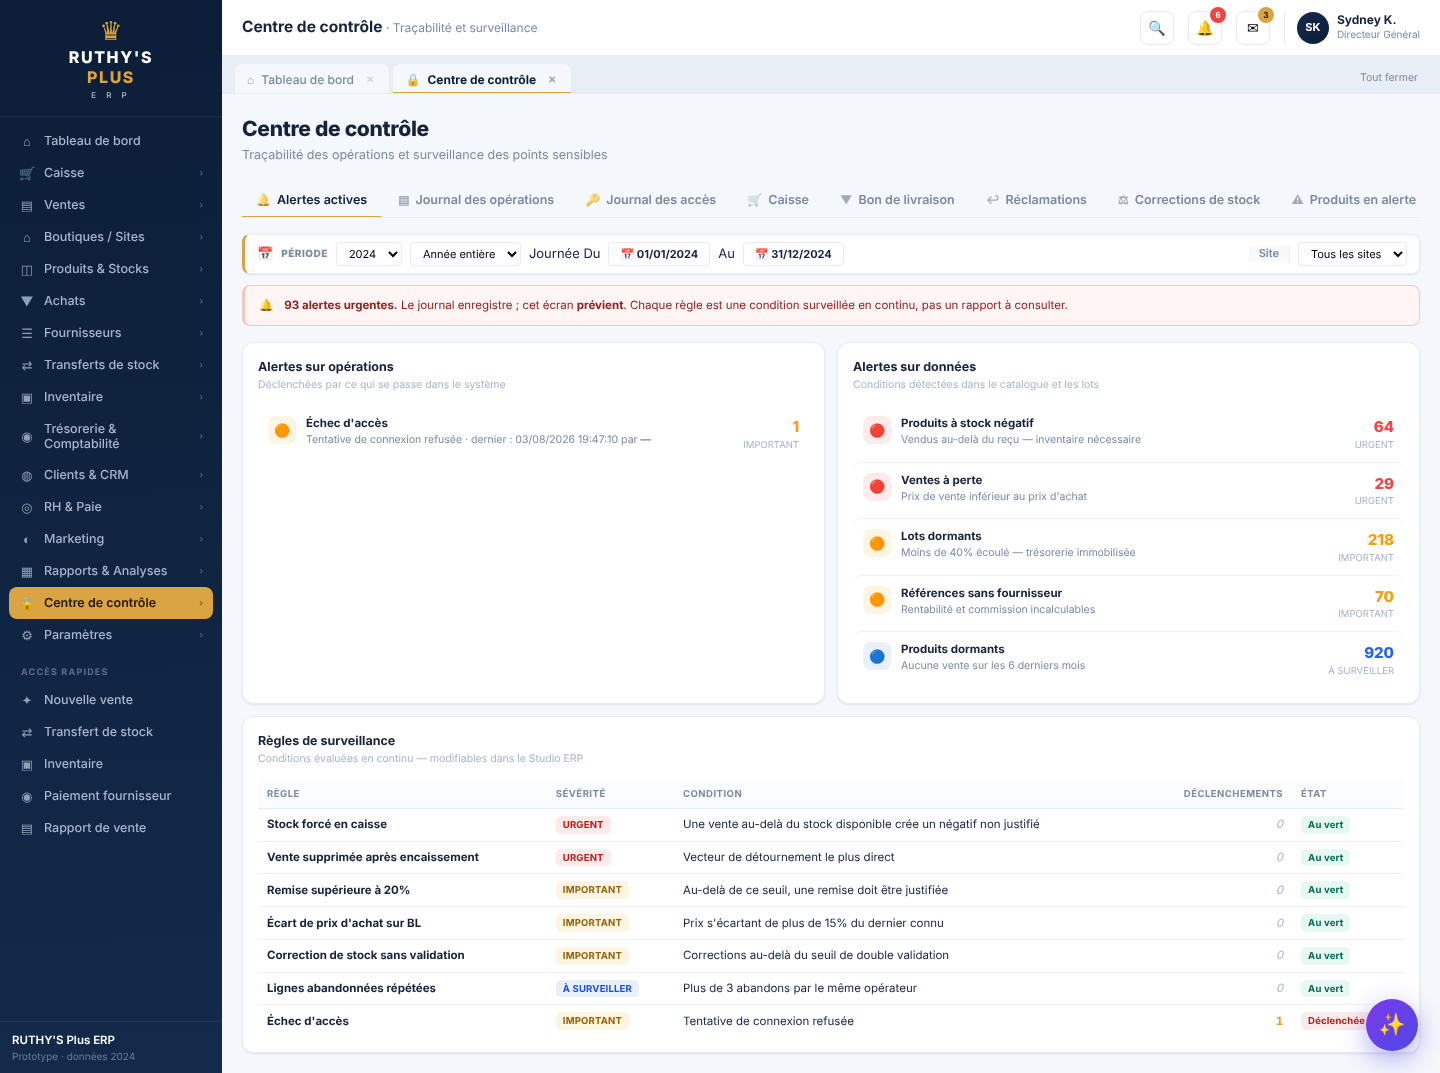 RUTHY'S
PLUS
ERP
Tableau de bord
Caisse
Ventes
Boutiques / Sites
Produits & Stocks
Achats
Fournisseurs
Transferts de stock
Inventaire
Trésorerie &
Comptabilité
Clients & CRM
RH & Paie
Marketing
Rapports & Analyses
Centre de contrôle
Paramètres
ACCÈS RAPIDES
Nouvelle vente
Transfert de stock
Inventaire
Paiement fournisseur
Rapport de vente
RUTHY'S Plus ERP
Prototype · données 2024
Centre de contrôle · Traçabilité et surveillance
6
3
SK
Sydney K.
Directeur Général
Tableau de bord ×
Centre de contrôle ×
Tout fermer
Centre de contrôle
Traçabilité des opérations et surveillance des points sensibles
Alertes actives
Journal des opérations
Journal des accès
Caisse
Bon de livraison
Réclamations
Corrections de stock
Produits en alerte
PÉRIODE 2024 Année entière Journée Du 01/01/2024 Au 31/12/2024 Site Tous les sites
93 alertes urgentes. Le journal enregistre ; cet écran prévient. Chaque règle est une condition surveillée en continu, pas un rapport à consulter.
Alertes sur opérations
Déclenchées par ce qui se passe dans le système
Échec d'accès
Tentative de connexion refusée · dernier : 03/08/2026 19:47:10 par —
1
IMPORTANT
Alertes sur données
Conditions détectées dans le catalogue et les lots
Produits à stock négatif
Vendus au-delà du reçu — inventaire nécessaire
64
URGENT
Ventes à perte
Prix de vente inférieur au prix d'achat
29
URGENT
Lots dormants
Moins de 40% écoulé — trésorerie immobilisée
218
IMPORTANT
Références sans fournisseur
Rentabilité et commission incalculables
70
IMPORTANT
Produits dormants
Aucune vente sur les 6 derniers mois
920
À SURVEILLER
Règles de surveillance
Conditions évaluées en continu — modifiables dans le Studio ERP
RÈGLE SÉVÉRITÉ CONDITION DÉCLENCHEMENTS ÉTAT
Stock forcé en caisse URGENT Une vente au-delà du stock disponible crée un négatif non justifié 0 Au vert
Vente supprimée après encaissement URGENT Vecteur de détournement le plus direct 0 Au vert
Remise supérieure à 20% IMPORTANT Au-delà de ce seuil, une remise doit être justifiée 0 Au vert
Écart de prix d'achat sur BL IMPORTANT Prix s'écartant de plus de 15% du dernier connu 0 Au vert
Correction de stock sans validation IMPORTANT Corrections au-delà du seuil de double validation 0 Au vert
Lignes abandonnées répétées À SURVEILLER Plus de 3 abandons par le même opérateur 0 Au vert
Échec d'accès IMPORTANT Tentative de connexion refusée 1 Déclenchée